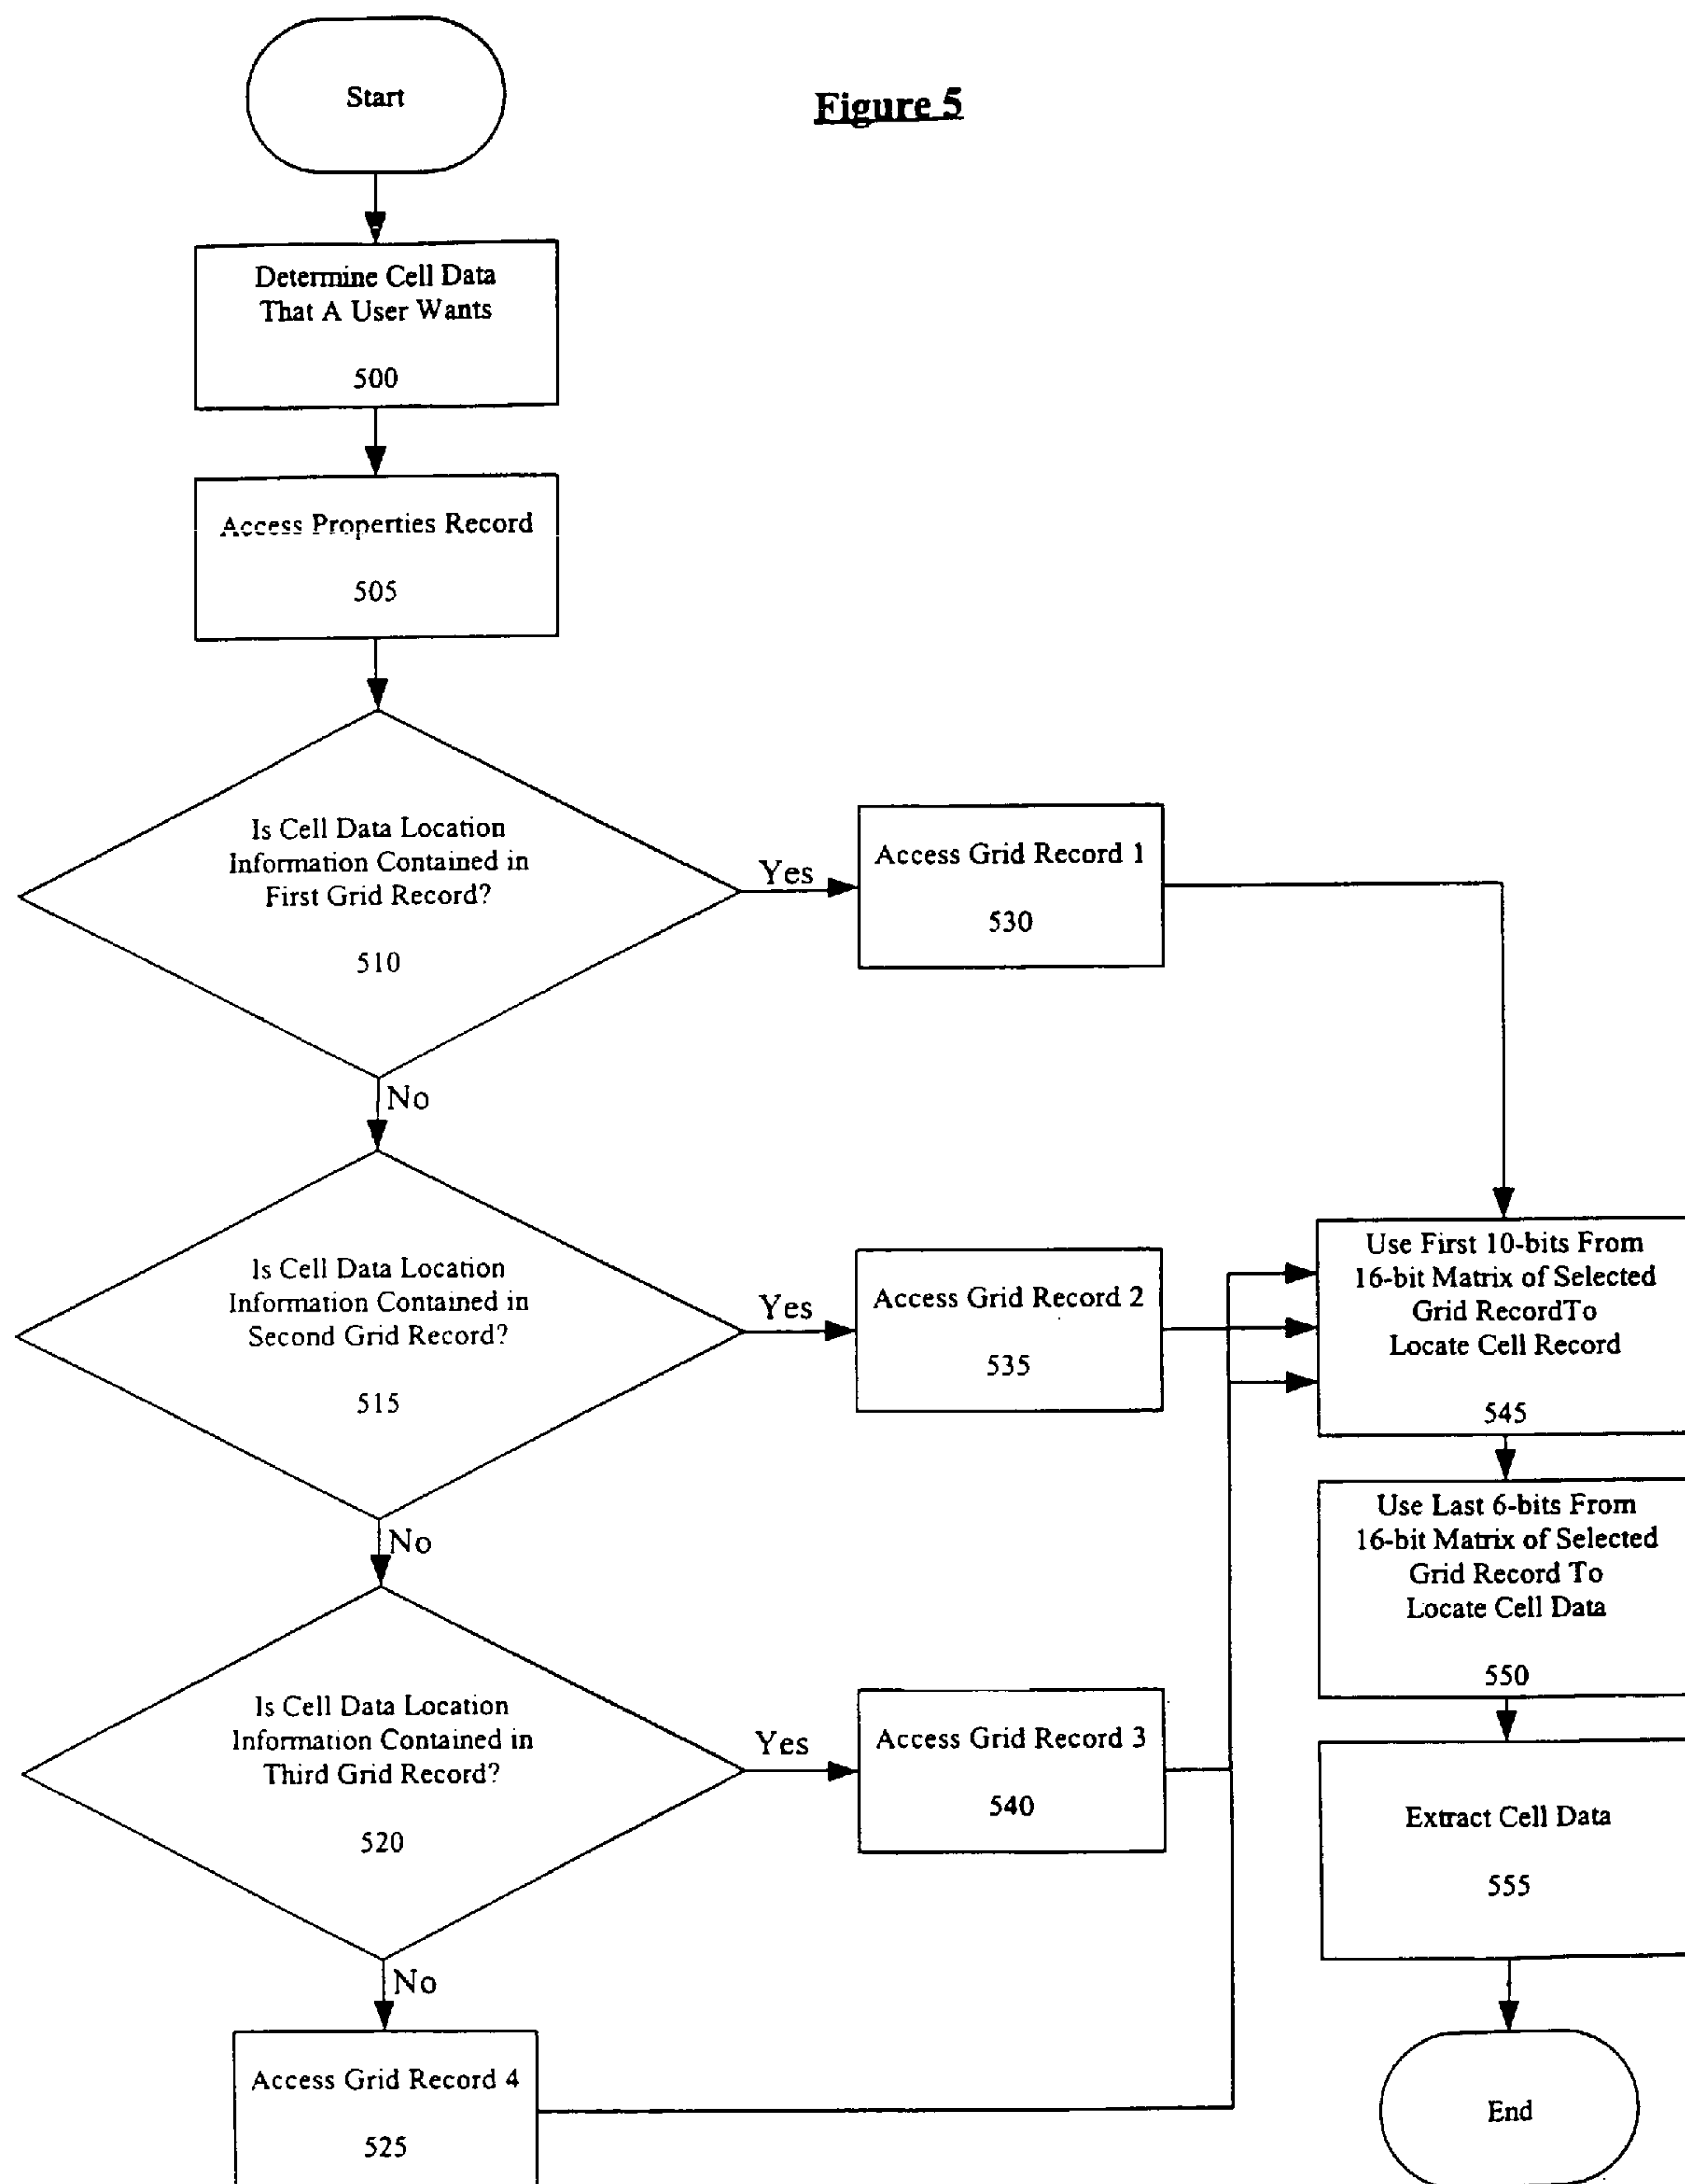 Start
Figure 5
Determine Cell Data
That A User Wants
500
Access Properties Record
505
Is Cell Data Location
Information Contained in
First Grid Record?
510
Yes
Access Grid Record 1
530
No
Is Cell Data Location
Information Contained in
Second Grid Record?
515
Yes
Access Grid Record 2
535
Use First 10-bits From
16-bit Matrix of Selected
Grid RecordTo
Locate Cell Record
545
No
Use Last 6-bits From
16-bit Matrix of Selected
Grid Record To
Locate Cell Data
550
Is Cell Data Location
Information Contained in
Third Grid Record?
520
Yes
Access Grid Record 3
540
Extract Cell Data
555
No
Access Grid Record 4
525
End